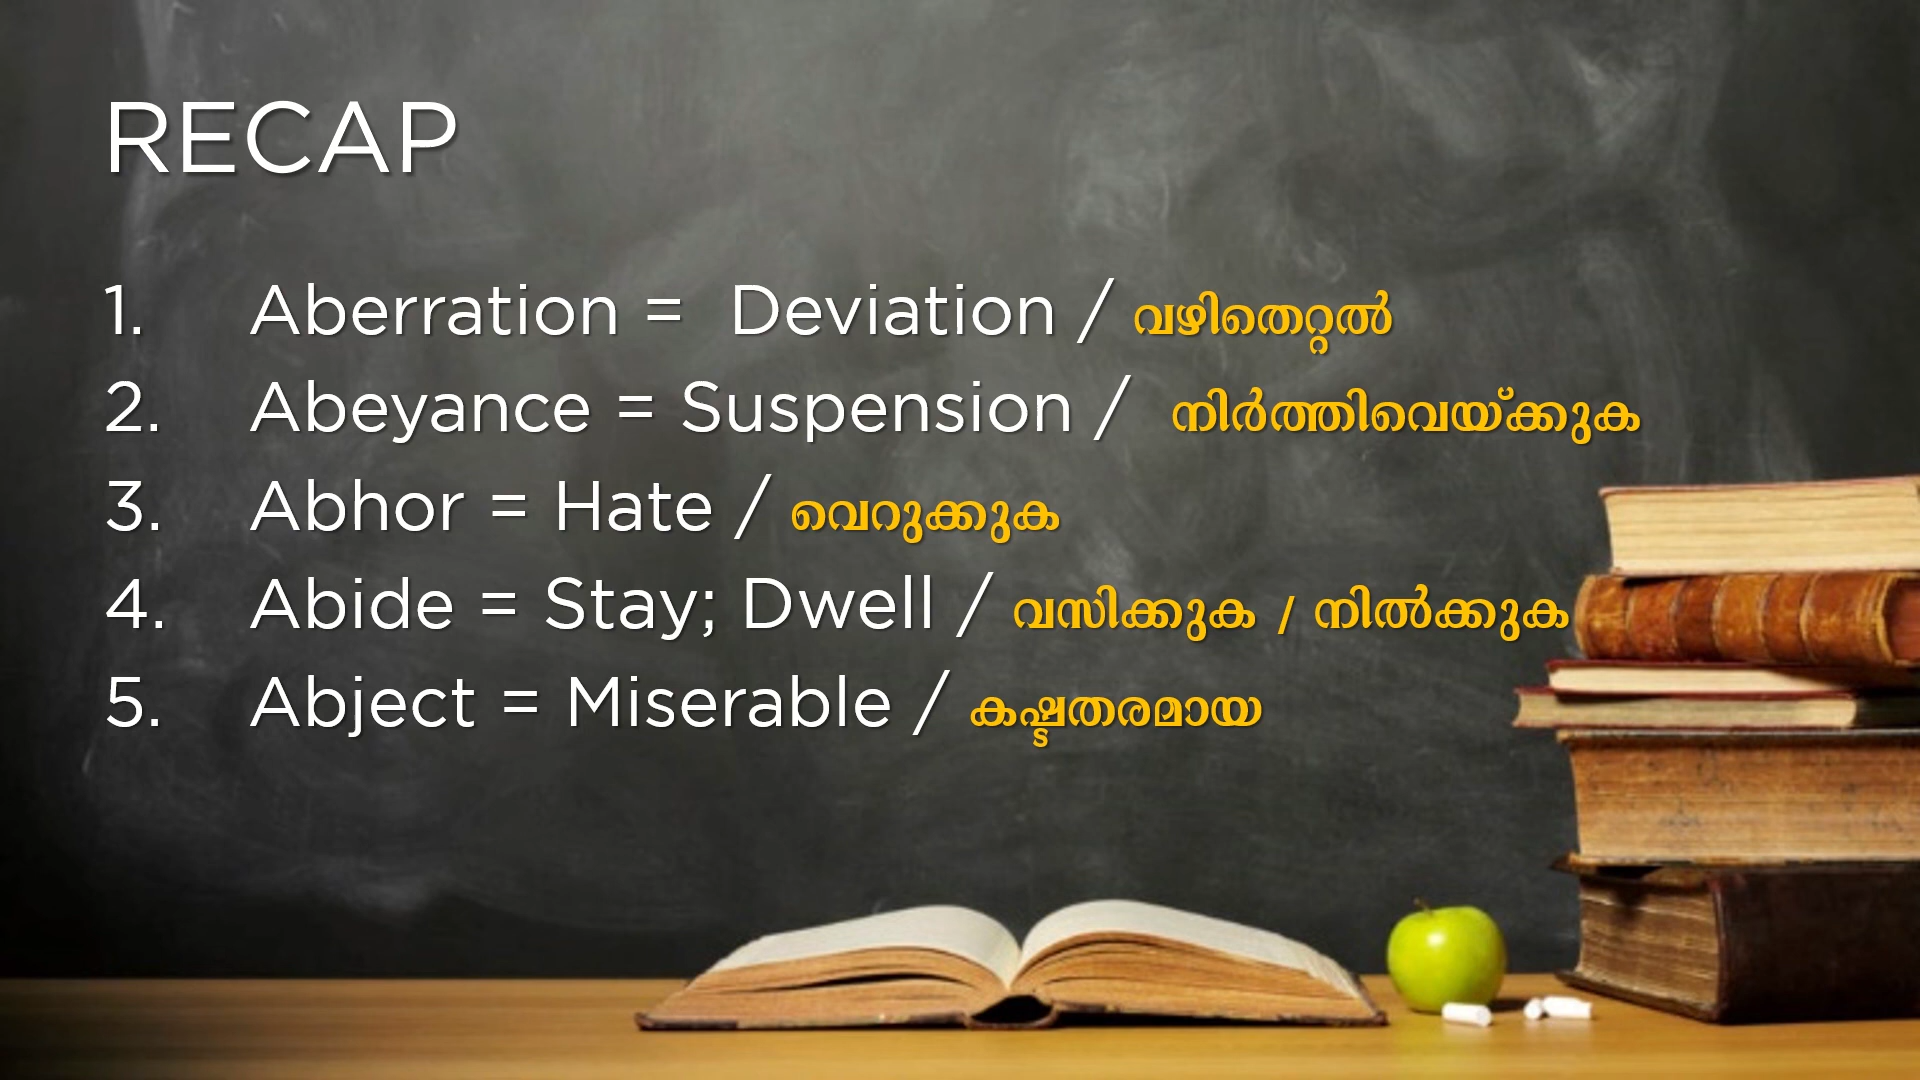 RECAP
1. Aberration = Deviation / വഴിതെറ്റൽ
2. Abeyance = Suspension / നിർത്തിവെയ്ക്കുക
3. Abhor = Hate / വെറുക്കുക
4. Abide = Stay; Dwell / വസിക്കുക / നിൽക്കുക
5. Abject = Miserable / കഷ്ടതരമായ